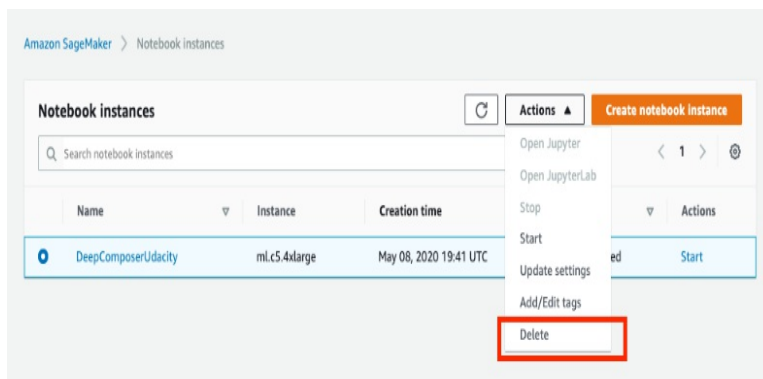 Amazon SageMaker > Notebook instances
Notebook instances
Actions ▲
Create notebook instance
Search notebook instances
Open Jupyter
< 1 >
Open JupyterLab
Name
Instance
Creation time
Stop
Actions
Start
DeepComposerUdacity
ml.c5.4xlarge
May 08, 2020 19:41 UTC
ed
Start
Update settings
Add/Edit tags
Delete